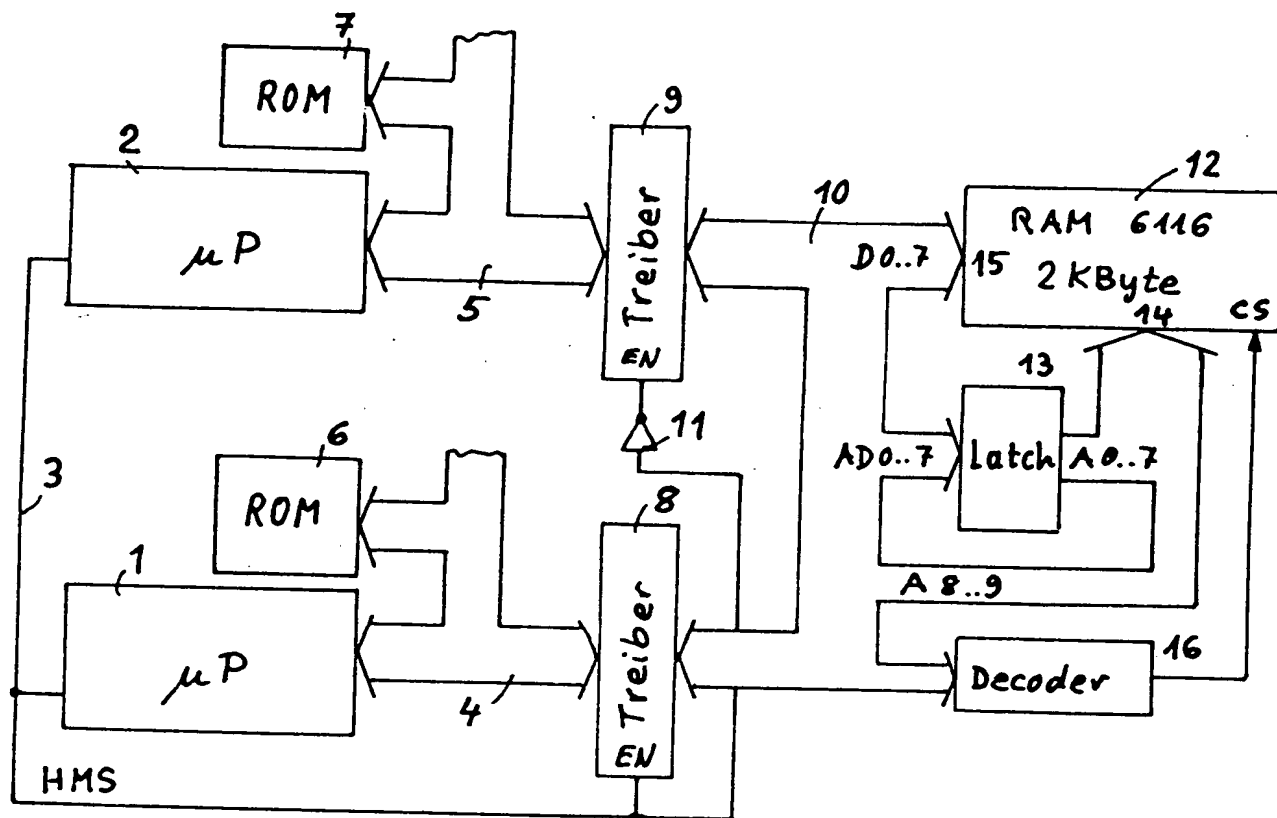 7
ROM
2
μP
5
9
Treiber
EN
10
D0..7
12
RAM 6116
15
2 KByte
14
CS
13
Latch
AD0..7
A0..7
11
3
6
ROM
8
Treiber
EN
1
μP
4
A 8..9
16
Decoder
HMS